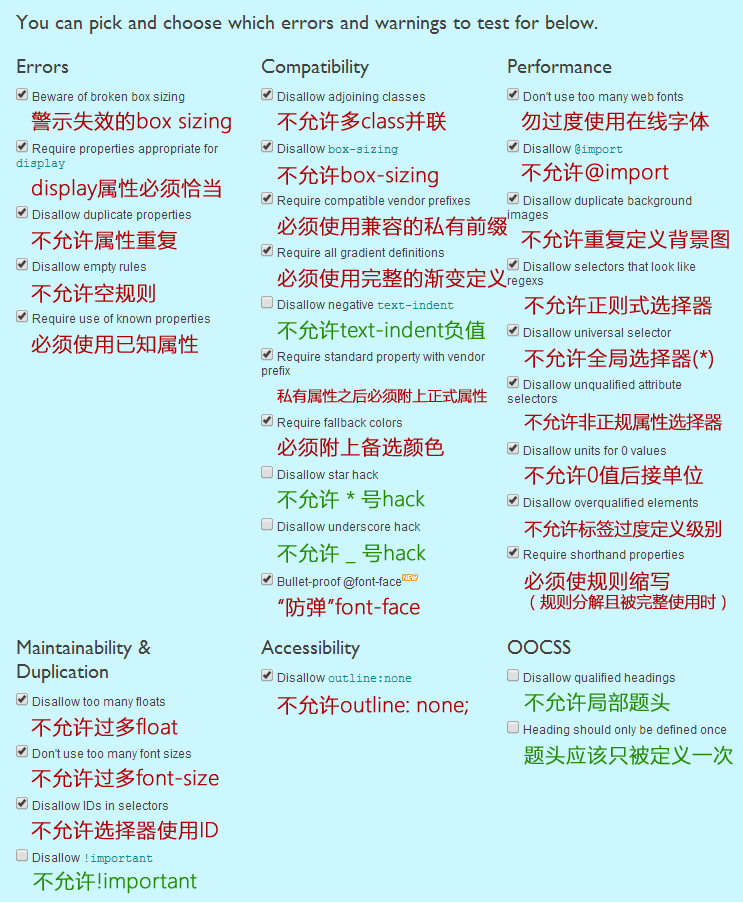 You can pick and choose which errors and warnings to test for below.
Errors
Beware of broken box sizing
警示失效的box sizing
Require properties appropriate for
display
display属性必须恰当
Disallow duplicate properties
不允许属性重复
Disallow empty rules
不允许空规则
Require use of known properties
必须使用已知属性
Compatibility
Disallow adjoining classes
不允许多class并联
Disallow box-sizing
不允许box-sizing
Require compatible vendor prefixes
必须使用兼容的私有前缀
Require all gradient definitions
必须使用完整的渐变定义
Disallow negative text-indent
不允许text-indent负值
Require standard property with vendor
prefix
私有属性之后必须附上正式属性
Require fallback colors
必须附上备选颜色
Disallow star hack
不允许 * 号hack
Disallow underscore hack
不允许 _ 号hack
Bullet-proof @font-face NEW
“防弹”font-face
Performance
Don't use too many web fonts
勿过度使用在线字体
Disallow @import
不允许@import
Disallow duplicate background
images
不允许重复定义背景图
Disallow selectors that look like
regexs
不允许正则式选择器
Disallow universal selector
不允许全局选择器(*)
Disallow unqualified attribute
selectors
不允许非正规属性选择器
Disallow units for 0 values
不允许0值后接单位
Disallow overqualified elements
不允许标签过度定义级别
Require shorthand properties
必须使规则缩写
（规则分解且被完整使用时）
Maintainability &
Duplication
Disallow too many floats
不允许过多float
Don't use too many font sizes
不允许过多font-size
Disallow IDs in selectors
不允许选择器使用ID
Disallow !important
不允许!important
Accessibility
Disallow outline:none
不允许outline: none;
OOCSS
Disallow qualified headings
不允许局部题头
Heading should only be defined once
题头应该只被定义一次